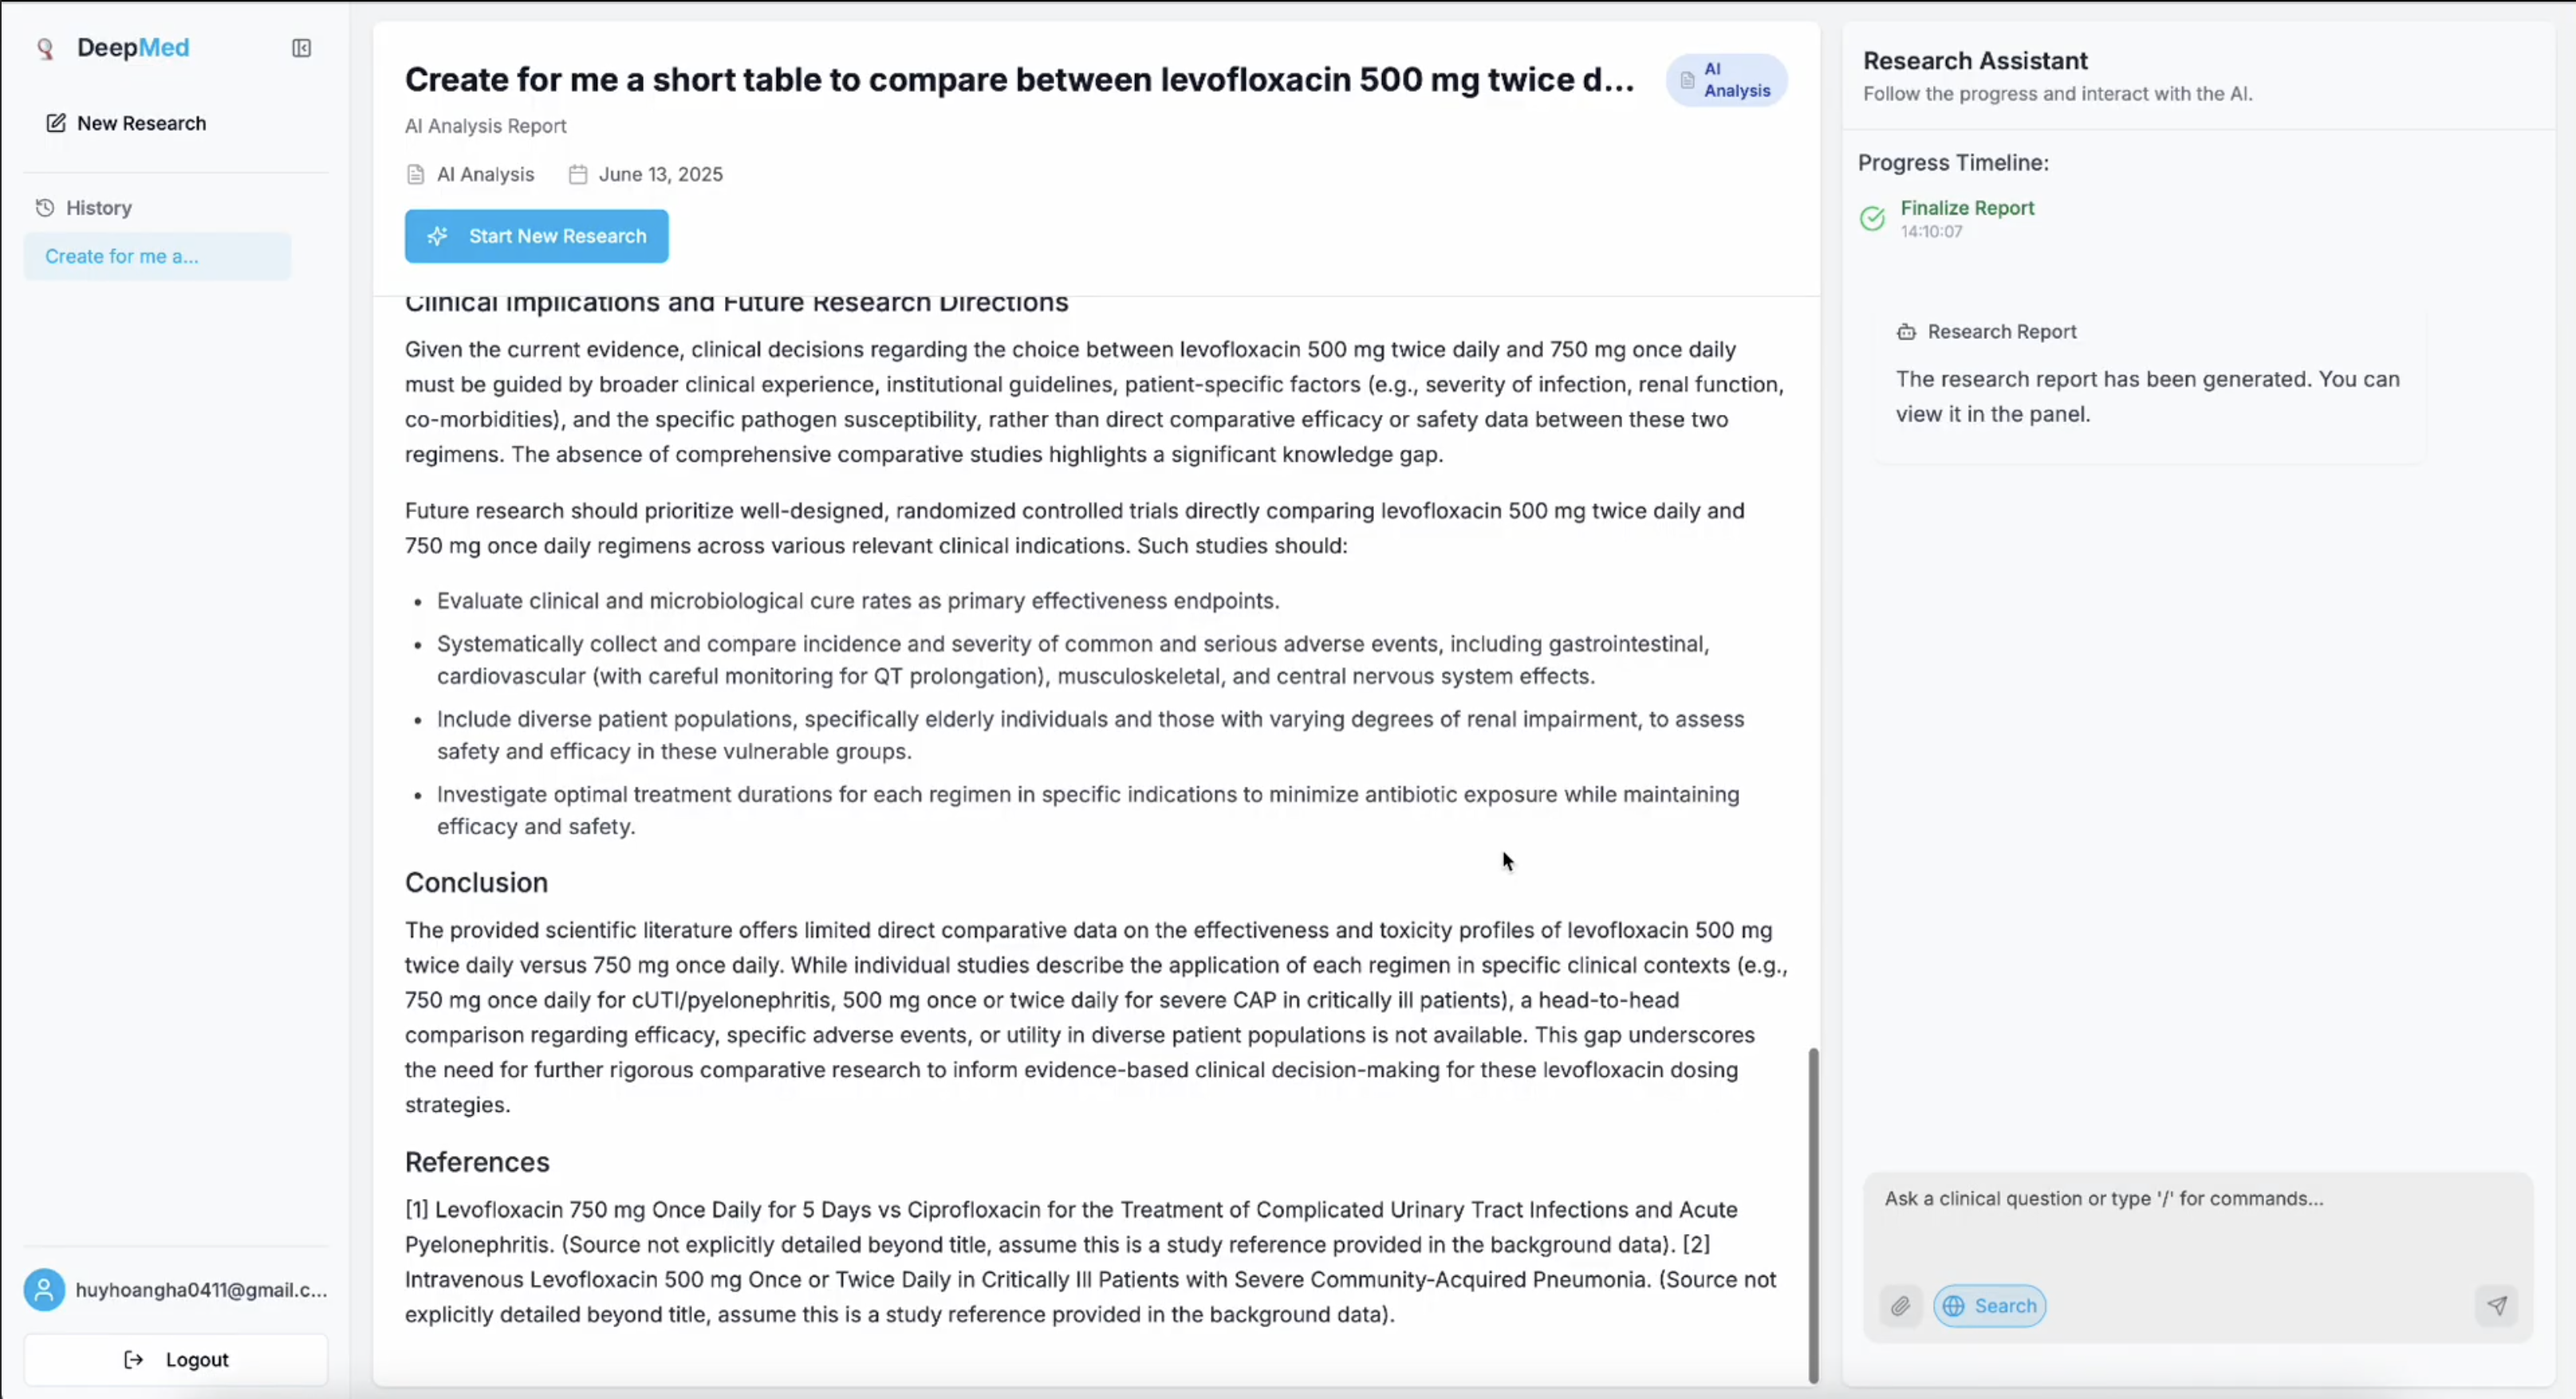 DeepMed
New Research
History
Create for me a...
huyhoangha0411@gmail.c...
Logout
Create for me a short table to compare between levofloxacin 500 mg twice d...
AI
Analysis
AI Analysis Report
AI Analysis
June 13, 2025
Start New Research
Clinical Implications and Future Research Directions
Given the current evidence, clinical decisions regarding the choice between levofloxacin 500 mg twice daily and 750 mg once daily
must be guided by broader clinical experience, institutional guidelines, patient-specific factors (e.g., severity of infection, renal function,
co-morbidities), and the specific pathogen susceptibility, rather than direct comparative efficacy or safety data between these two
regimens. The absence of comprehensive comparative studies highlights a significant knowledge gap.
Future research should prioritize well-designed, randomized controlled trials directly comparing levofloxacin 500 mg twice daily and
750 mg once daily regimens across various relevant clinical indications. Such studies should:
• Evaluate clinical and microbiological cure rates as primary effectiveness endpoints.
• Systematically collect and compare incidence and severity of common and serious adverse events, including gastrointestinal,
cardiovascular (with careful monitoring for QT prolongation), musculoskeletal, and central nervous system effects.
• Include diverse patient populations, specifically elderly individuals and those with varying degrees of renal impairment, to assess
safety and efficacy in these vulnerable groups.
• Investigate optimal treatment durations for each regimen in specific indications to minimize antibiotic exposure while maintaining
efficacy and safety.
Conclusion
The provided scientific literature offers limited direct comparative data on the effectiveness and toxicity profiles of levofloxacin 500 mg
twice daily versus 750 mg once daily. While individual studies describe the application of each regimen in specific clinical contexts (e.g.,
750 mg once daily for cUTI/pyelonephritis, 500 mg once or twice daily for severe CAP in critically ill patients), a head-to-head
comparison regarding efficacy, specific adverse events, or utility in diverse patient populations is not available. This gap underscores
the need for further rigorous comparative research to inform evidence-based clinical decision-making for these levofloxacin dosing
strategies.
References
[1] Levofloxacin 750 mg Once Daily for 5 Days vs Ciprofloxacin for the Treatment of Complicated Urinary Tract Infections and Acute
Pyelonephritis. (Source not explicitly detailed beyond title, assume this is a study reference provided in the background data). [2]
Intravenous Levofloxacin 500 mg Once or Twice Daily in Critically Ill Patients with Severe Community-Acquired Pneumonia. (Source not
explicitly detailed beyond title, assume this is a study reference provided in the background data).
Research Assistant
Follow the progress and interact with the AI.
Progress Timeline:
Finalize Report
14:10:07
Research Report
The research report has been generated. You can
view it in the panel.
Ask a clinical question or type '/' for commands...
Search